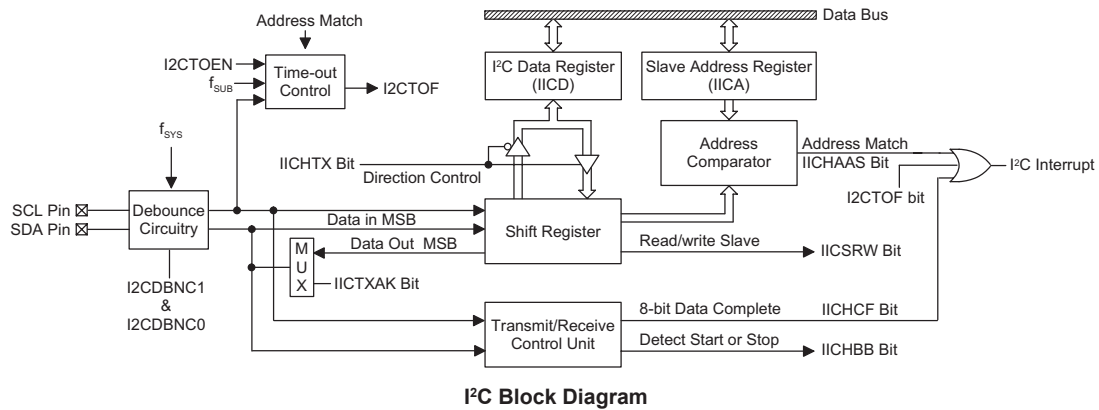 Data Bus
Address Match
I2CTOEN
fSUB
Time-out
Control
I2CTOF
I²C Data Register
(IICD)
Slave Address Register
(IICA)
fSYS
IICHTX Bit
Direction Control
Address
Comparator
Address Match
IICHAAS Bit
I2CTOF bit
I²C Interrupt
SCL Pin
SDA Pin
Debounce
Circuitry
Data in MSB
Shift Register
Data Out MSB
M
U
X
IICTXAK Bit
Read/write Slave
IICSRW Bit
I2CDBNC1
&
I2CDBNC0
Transmit/Receive
Control Unit
8-bit Data Complete
IICHCF Bit
Detect Start or Stop
IICHBB Bit
I²C Block Diagram